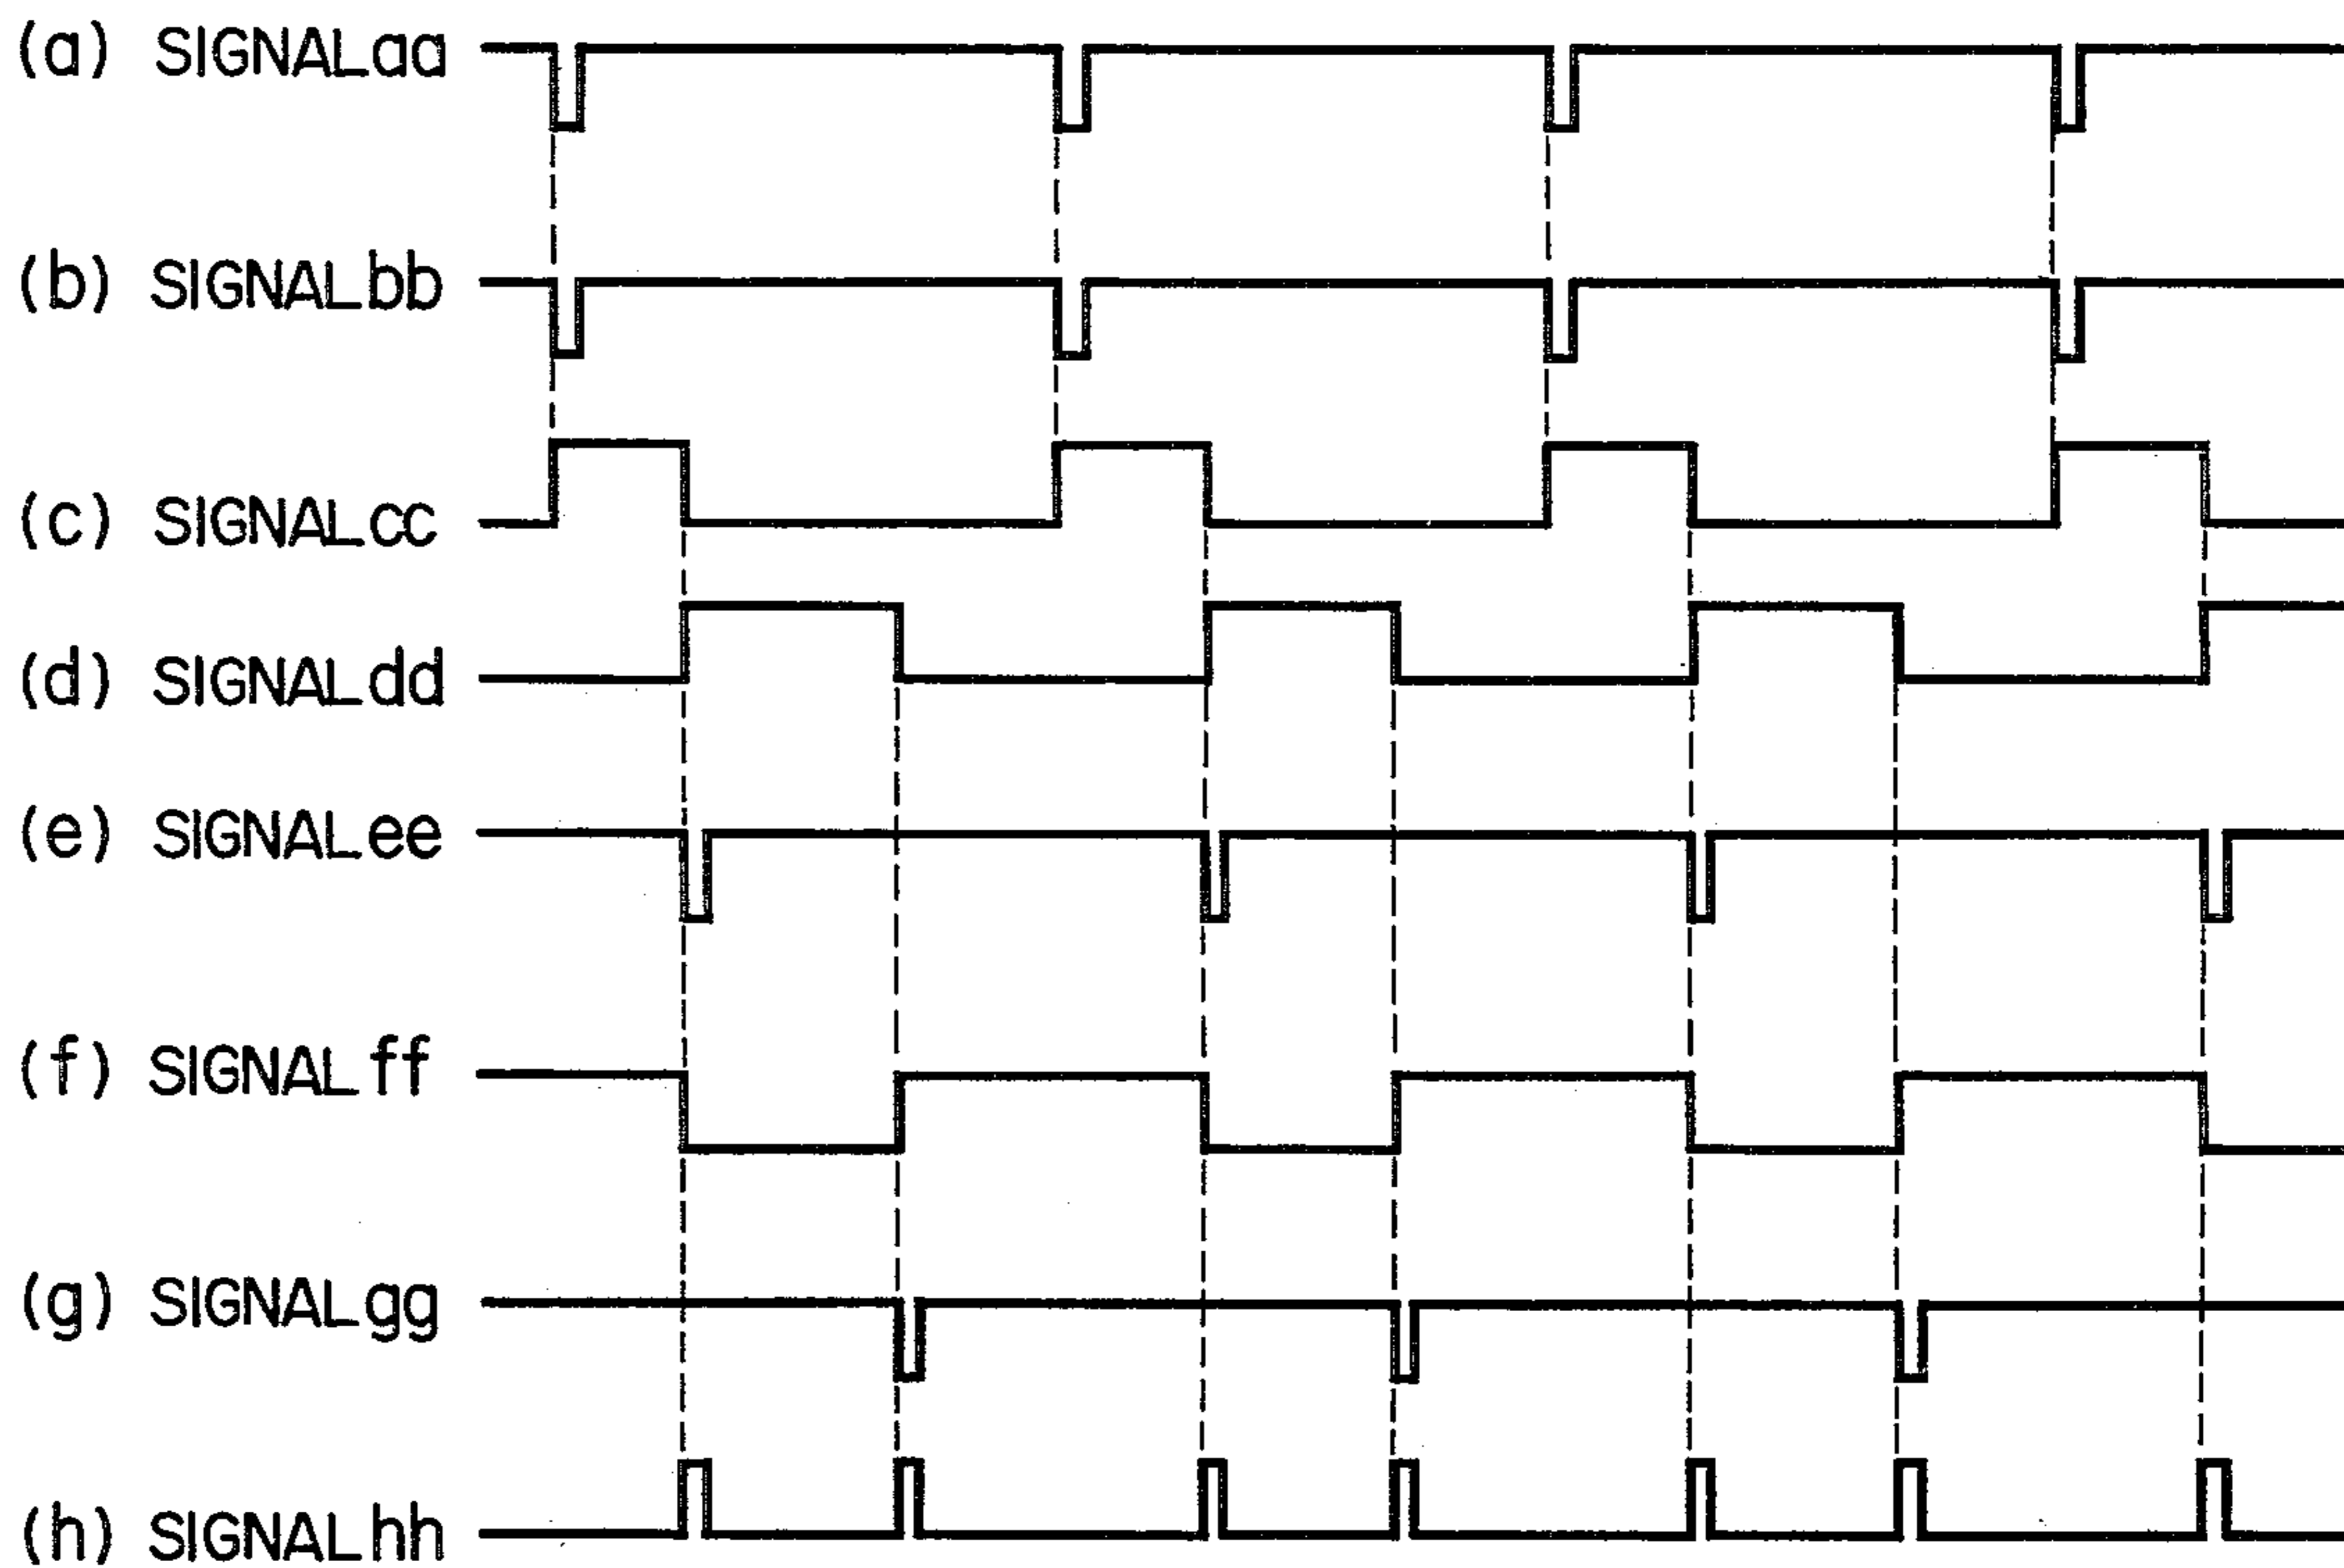 (a) SIGNALaa
(b) SIGNALbb
(c) SIGNALcc
(d) SIGNALdd
(e) SIGNALee
(f) SIGNALff
(g) SIGNALgg
(h) SIGNALhh